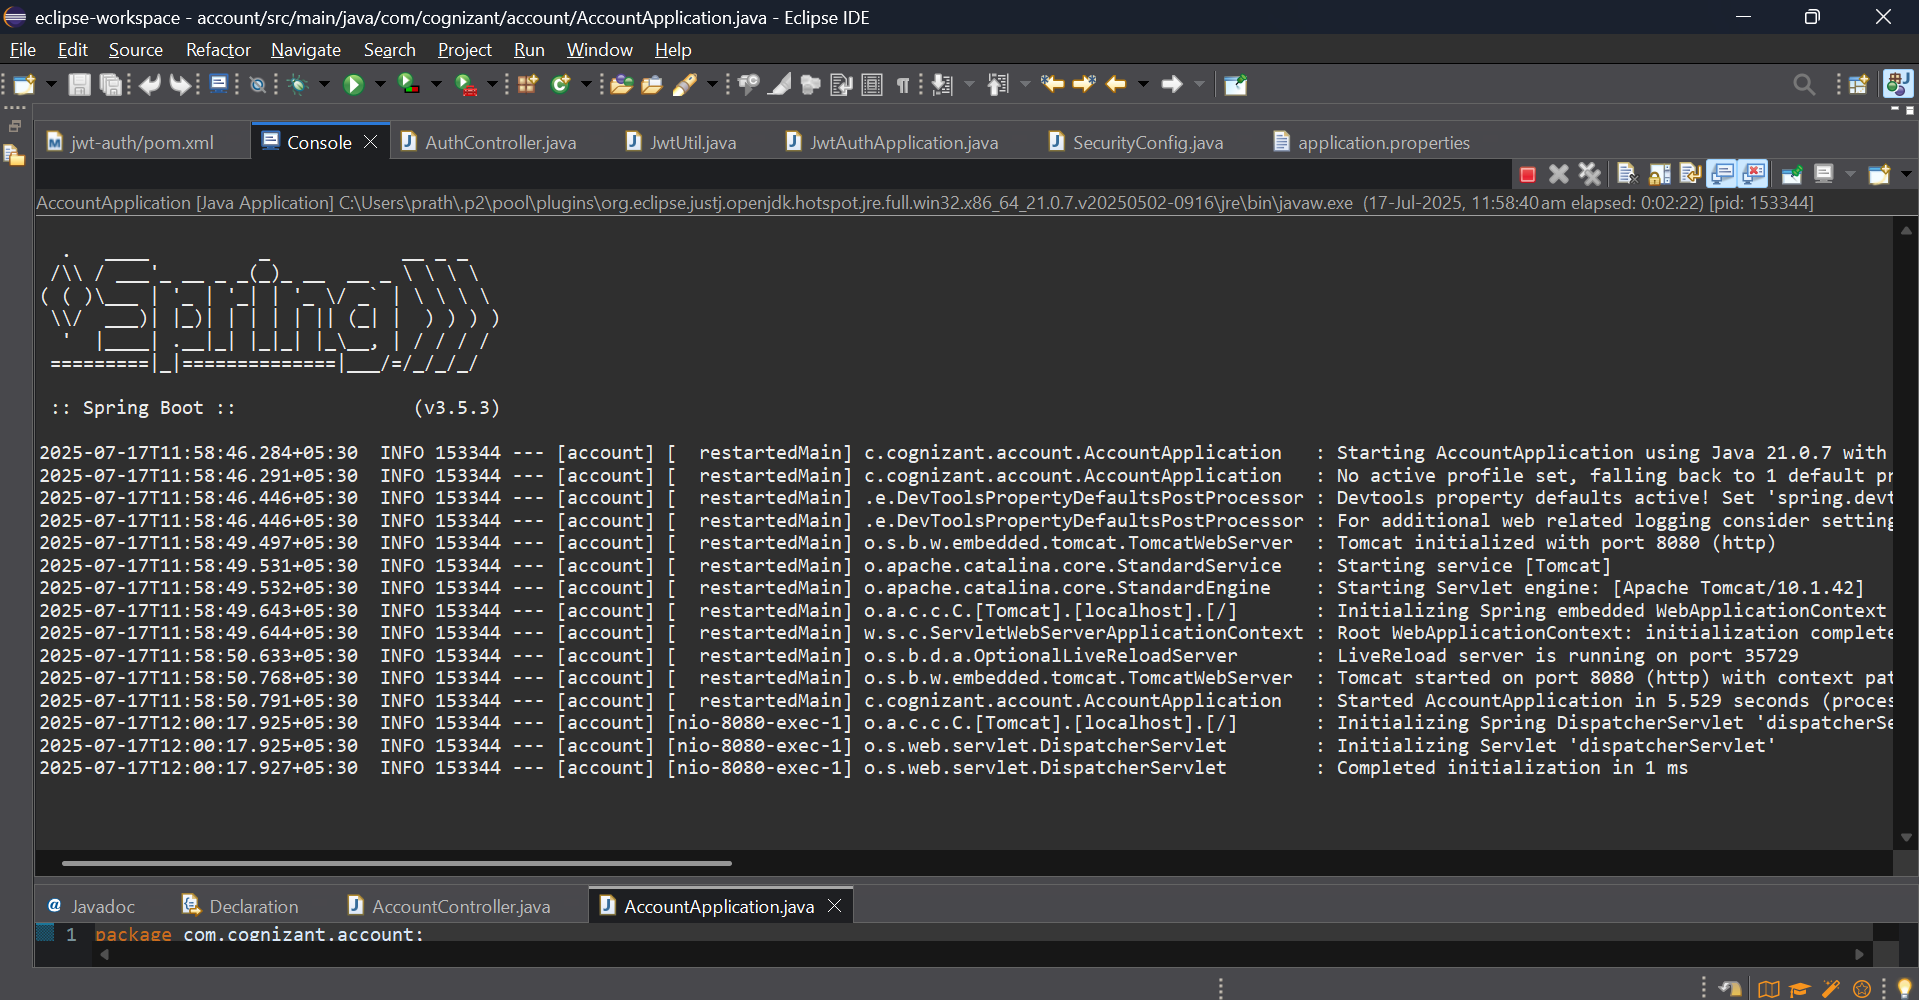 eclipse-workspace - account/src/main/java/com/cognizant/account/AccountApplication.java - Eclipse IDE
File Edit Source Refactor Navigate Search Project Run Window Help
jwt-auth/pom.xml Console AuthController.java JwtUtil.java JwtAuthApplication.java SecurityConfig.java application.properties
AccountApplication [Java Application] C:\Users\prath\.p2\pool\plugins\org.eclipse.justj.openjdk.hotspot.jre.full.win32.x86_64_21.0.7.v20250502-0916\jre\bin\javaw.exe (17-Jul-2025, 11:58:40 am elapsed: 0:02:22) [pid: 153344]
  .   ____          _            __ _ _
 /\\ / ___'_ __ _ _(_)_ __  __ _ \ \ \ \
( ( )\___ | '_ | '_| | '_ \/ _` | \ \ \ \
 \\/  ___)| |_)| | | | | || (_| |  ) ) ) )
  '  |____| .__|_| |_|_| |_\__, | / / / /
 =========|_|==============|___/=/_/_/_/
 :: Spring Boot ::                (v3.5.3)
2025-07-17T11:58:46.284+05:30  INFO 153344 --- [account] [  restartedMain] c.cognizant.account.AccountApplication   : Starting AccountApplication using Java 21.0.7 with
2025-07-17T11:58:46.291+05:30  INFO 153344 --- [account] [  restartedMain] c.cognizant.account.AccountApplication   : No active profile set, falling back to 1 default pr
2025-07-17T11:58:46.446+05:30  INFO 153344 --- [account] [  restartedMain] .e.DevToolsPropertyDefaultsPostProcessor : Devtools property defaults active! Set 'spring.devt
2025-07-17T11:58:46.446+05:30  INFO 153344 --- [account] [  restartedMain] .e.DevToolsPropertyDefaultsPostProcessor : For additional web related logging consider setting
2025-07-17T11:58:49.497+05:30  INFO 153344 --- [account] [  restartedMain] o.s.b.w.embedded.tomcat.TomcatWebServer  : Tomcat initialized with port 8080 (http)
2025-07-17T11:58:49.531+05:30  INFO 153344 --- [account] [  restartedMain] o.apache.catalina.core.StandardService   : Starting service [Tomcat]
2025-07-17T11:58:49.532+05:30  INFO 153344 --- [account] [  restartedMain] o.apache.catalina.core.StandardEngine    : Starting Servlet engine: [Apache Tomcat/10.1.42]
2025-07-17T11:58:49.643+05:30  INFO 153344 --- [account] [  restartedMain] o.a.c.c.C.[Tomcat].[localhost].[/]       : Initializing Spring embedded WebApplicationContext
2025-07-17T11:58:49.644+05:30  INFO 153344 --- [account] [  restartedMain] w.s.c.ServletWebServerApplicationContext : Root WebApplicationContext: initialization complete
2025-07-17T11:58:50.633+05:30  INFO 153344 --- [account] [  restartedMain] o.s.b.d.a.OptionalLiveReloadServer       : LiveReload server is running on port 35729
2025-07-17T11:58:50.768+05:30  INFO 153344 --- [account] [  restartedMain] o.s.b.w.embedded.tomcat.TomcatWebServer  : Tomcat started on port 8080 (http) with context pat
2025-07-17T11:58:50.791+05:30  INFO 153344 --- [account] [  restartedMain] c.cognizant.account.AccountApplication   : Started AccountApplication in 5.529 seconds (proces
2025-07-17T12:00:17.925+05:30  INFO 153344 --- [account] [nio-8080-exec-1] o.a.c.c.C.[Tomcat].[localhost].[/]       : Initializing Spring DispatcherServlet 'dispatcherSe
2025-07-17T12:00:17.925+05:30  INFO 153344 --- [account] [nio-8080-exec-1] o.s.web.servlet.DispatcherServlet        : Initializing Servlet 'dispatcherServlet'
2025-07-17T12:00:17.927+05:30  INFO 153344 --- [account] [nio-8080-exec-1] o.s.web.servlet.DispatcherServlet        : Completed initialization in 1 ms
Javadoc Declaration AccountController.java AccountApplication.java
1 package com.cognizant.account;